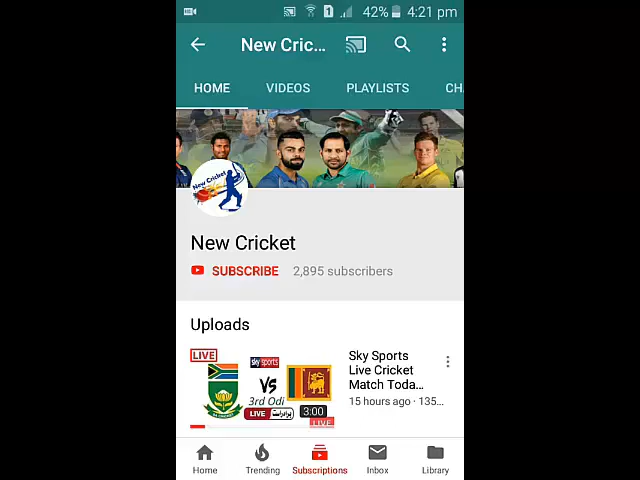 1 42% 4:21 pm
New Cric...
HOME VIDEOS PLAYLISTS CH
New Cricket
New Cricket
SUBSCRIBE 2,895 subscribers
Uploads
LIVE
sky sports
VS
3rd Odi
LIVE
3:00
LIVE
Sky Sports
Live Cricket
Match Toda...
15 hours ago · 135...
Home Trending Subscriptions Inbox Library